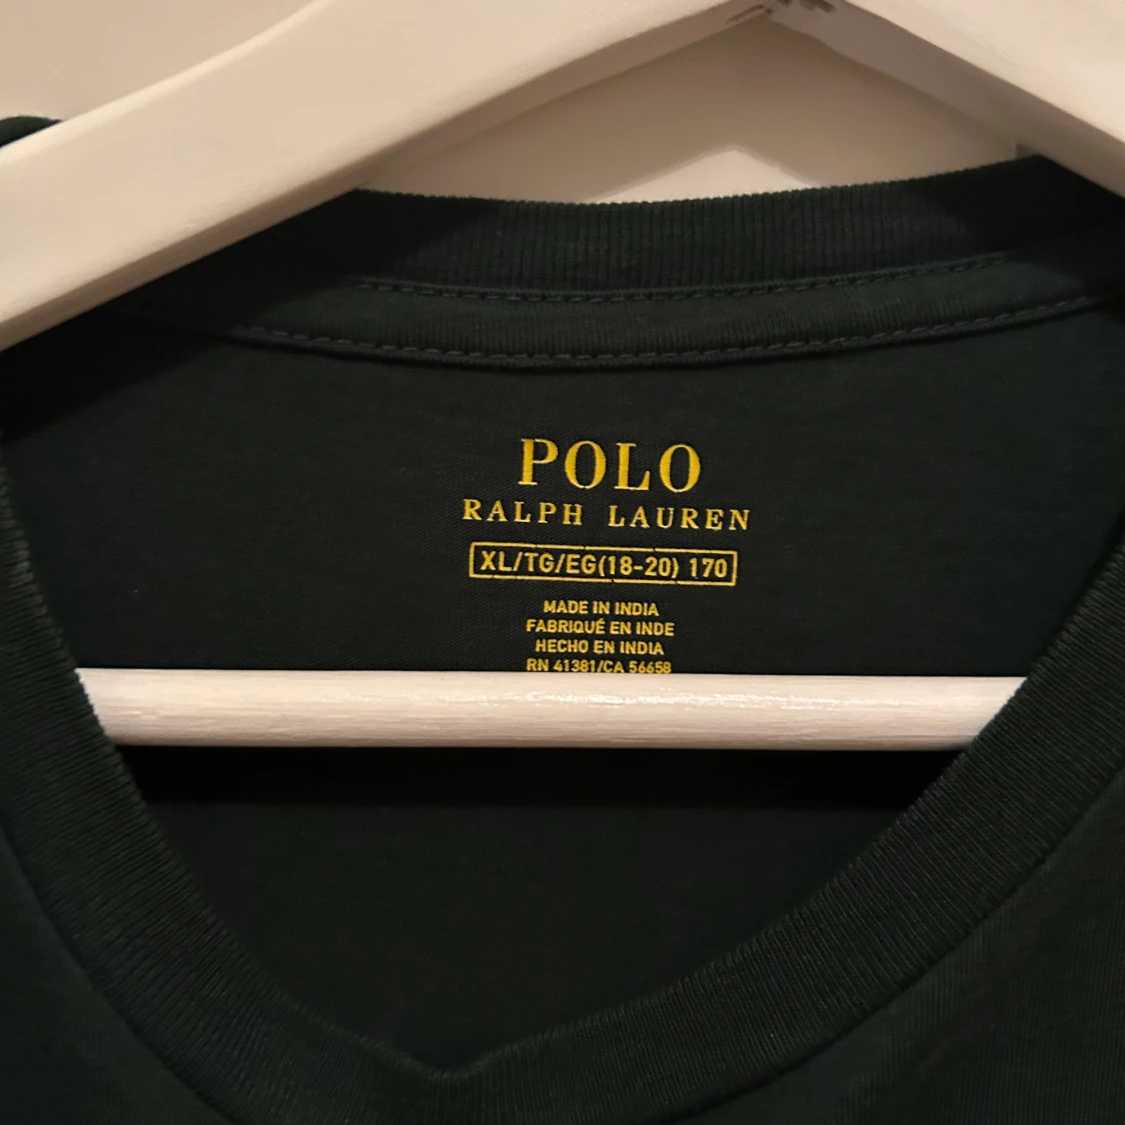 POLO
RALPH LAUREN
XL/TG/EG(18-20) 170
MADE IN INDIA
FABRIQUÉ EN INDE
HECHO EN INDIA
RN 41381/CA 56658